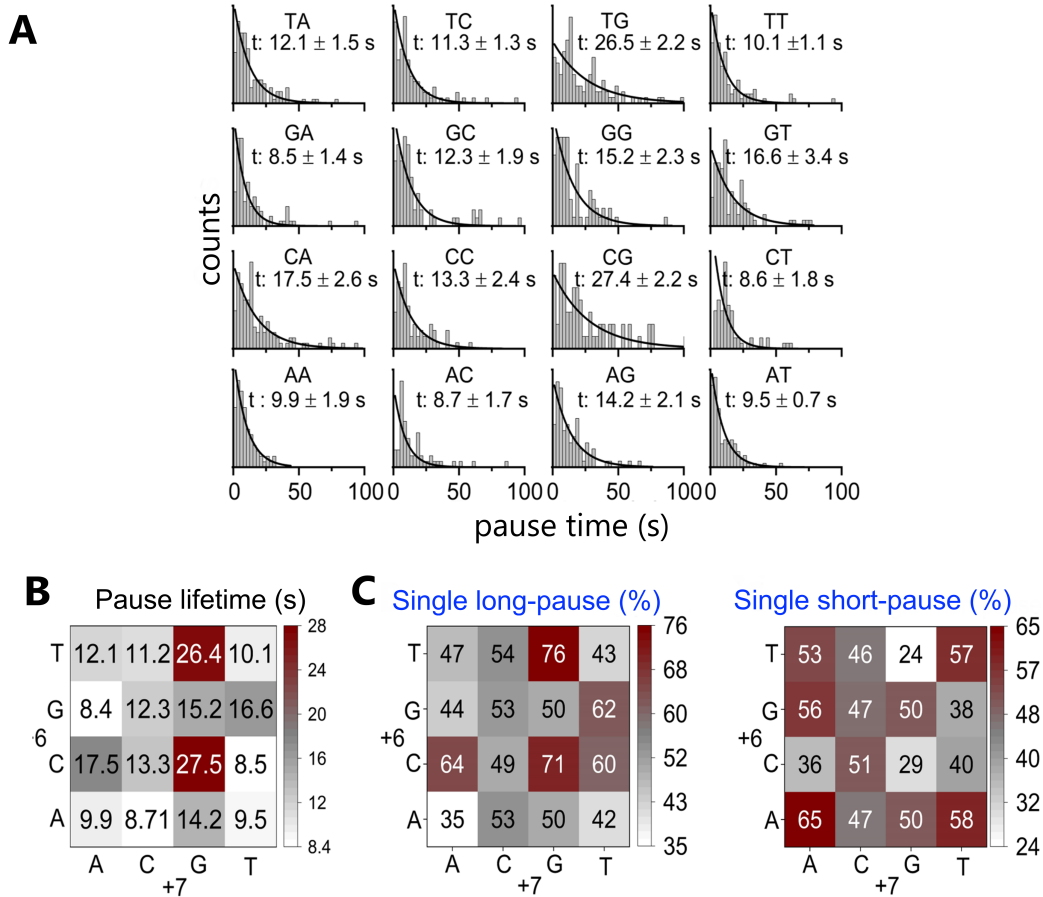 A
TA
t: 12.1 ± 1.5 s
TC
t: 11.3 ± 1.3 s
TG
t: 26.5 ± 2.2 s
TT
t: 10.1 ±1.1 s
GA
t: 8.5 ± 1.4 s
GC
t: 12.3 ± 1.9 s
GG
t: 15.2 ± 2.3 s
GT
t: 16.6 ± 3.4 s
CA
t: 17.5 ± 2.6 s
CC
t: 13.3 ± 2.4 s
CG
t: 27.4 ± 2.2 s
CT
t: 8.6 ± 1.8 s
AA
t : 9.9 ± 1.9 s
AC
t: 8.7 ± 1.7 s
AG
t: 14.2 ± 2.1 s
AT
t: 9.5 ± 0.7 s
counts
0 50 100 0 50 100 0 50 100 0 50 100
pause time (s)
B
Pause lifetime (s)
T 12.1 11.2 26.4 10.1
G 8.4 12.3 15.2 16.6
C 17.5 13.3 27.5 8.5
A 9.9 8.71 14.2 9.5
A C G T
+7
·6
28
24
20
16
12
8.4
C
Single long-pause (%)
T 47 54 76 43
G 44 53 50 62
+6
C 64 49 71 60
A 35 53 50 42
A C G T
+7
76
68
60
52
43
35
Single short-pause (%)
T 53 46 24 57
G 56 47 50 38
+6
C 36 51 29 40
A 65 47 50 58
A C G T
+7
65
57
48
40
32
24